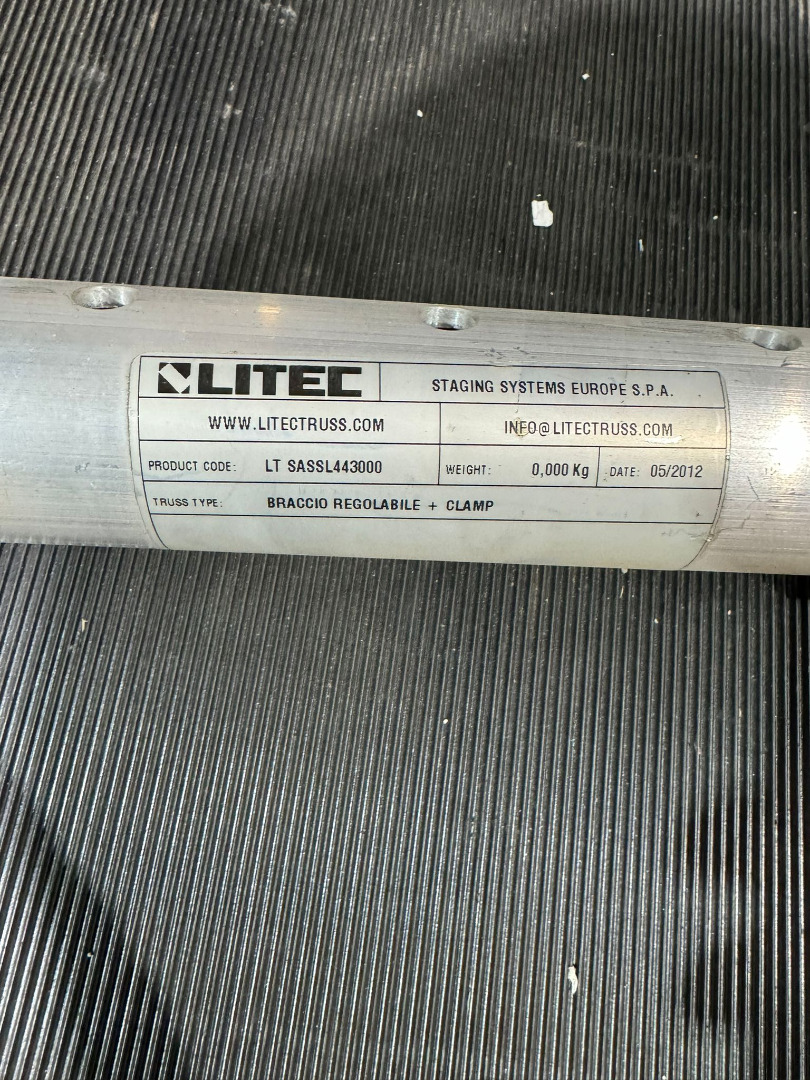 LITEC STAGING SYSTEMS EUROPE S.P.A.
WWW.LITECTRUSS.COM INFO@LITECTRUSS.COM
PRODUCT CODE: LT SASSL443000 WEIGHT: 0,000 Kg DATE: 05/2012
TRUSS TYPE: BRACCIO REGOLABILE + CLAMP